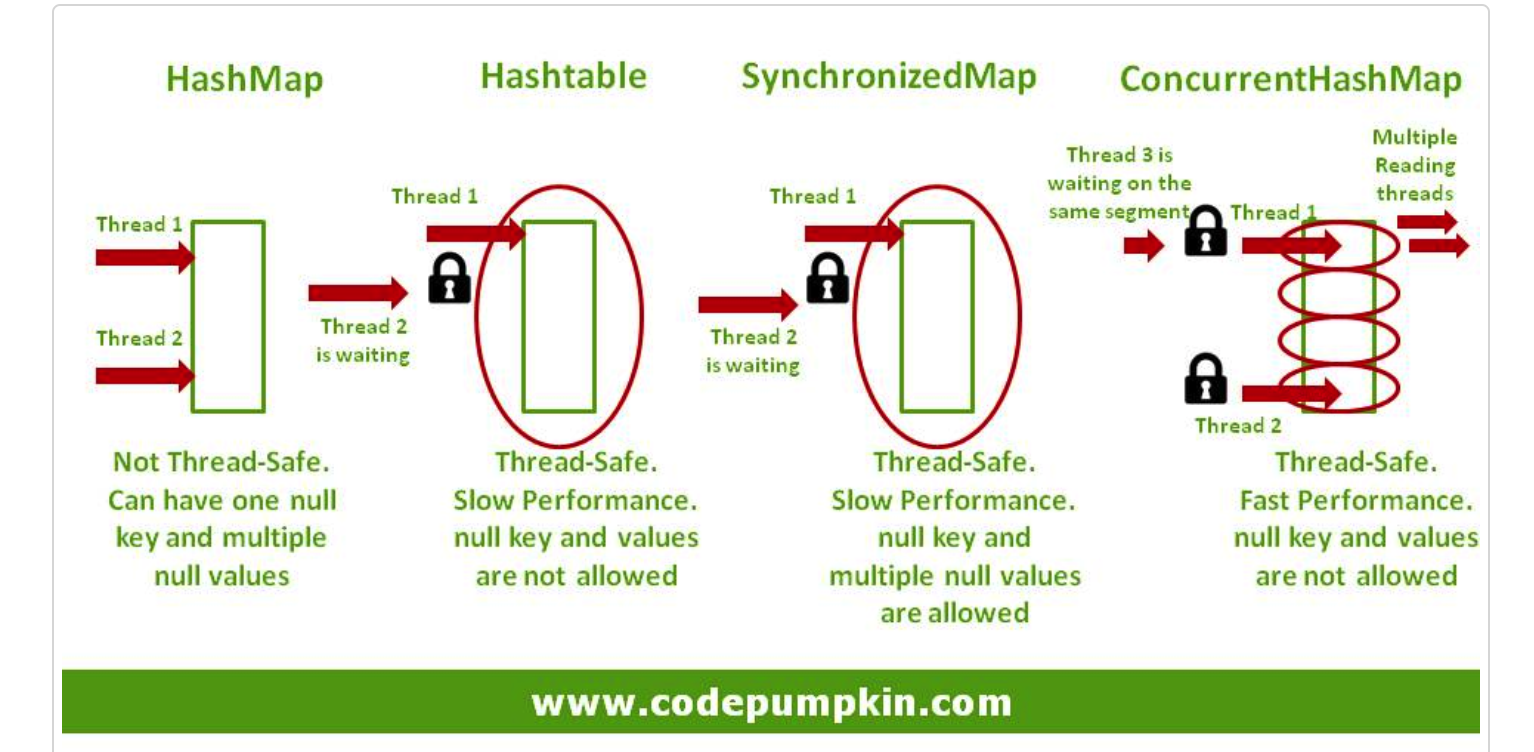 HashMap
Thread 1
Thread 2
Not Thread-Safe.
Can have one null
key and multiple
null values
Hashtable
Thread 1
Thread 2
is waiting
Thread-Safe.
Slow Performance.
null key and values
are not allowed
SynchronizedMap
Thread 1
Thread 2
is waiting
Thread-Safe.
Slow Performance.
null key and
multiple null values
are allowed
ConcurrentHashMap
Thread 3 is
waiting on the
same segment
Thread 1
Multiple
Reading
threads
Thread 2
Thread-Safe.
Fast Performance.
null key and values
are not allowed
www.codepumpkin.com